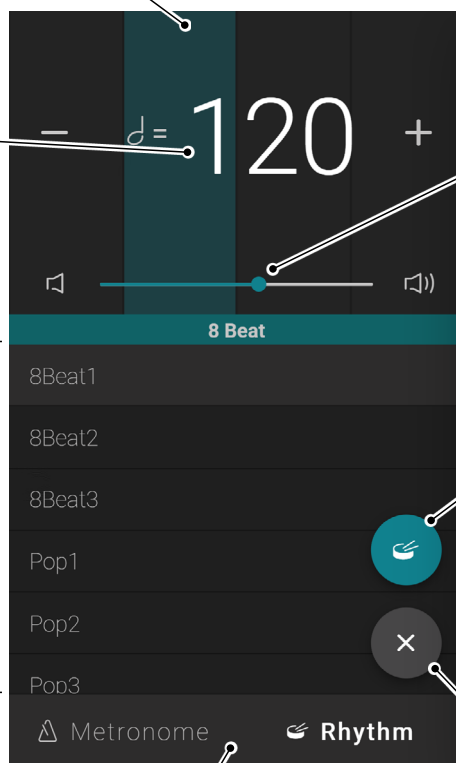 − 𝅗𝅥 = 120 +
8 Beat
8Beat1
8Beat2
8Beat3
Pop1
Pop2
Pop3
Metronome Rhythm